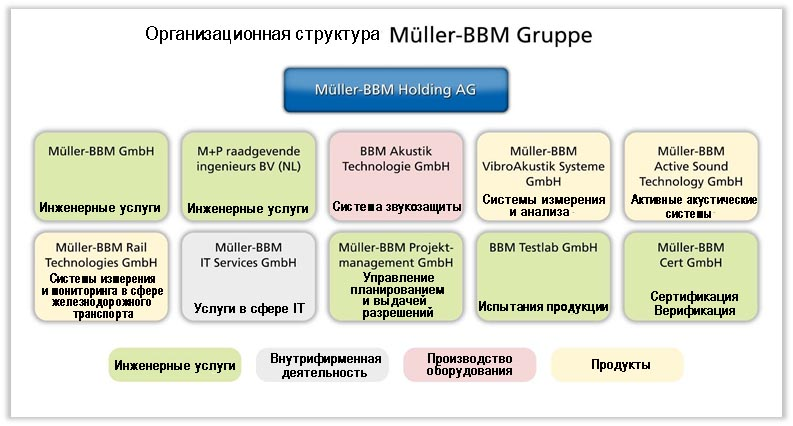 Организационная структура Müller-BBM Gruppe
Müller-BBM Holding AG
Müller-BBM GmbH
Инженерные услуги
M+P raadgevende
ingenieurs BV (NL)
Инженерные услуги
BBM Akustik
Technologie GmbH
Система звукозащиты
Müller-BBM
VibroAkustik Systeme
GmbH
Системы измерения
и анализа
Müller-BBM
Active Sound
Technology GmbH
Активные акустические
системы
Müller-BBM Rail
Technologies GmbH
Системы измерения
и мониторинга в сфере
железнодорожного
транспорта
Müller-BBM
IT Services GmbH
Услуги в сфере IT
Müller-BBM Projekt-
management GmbH
Управление
планированием
и выдачей
разрешений
BBM Testlab GmbH
Испытания продукции
Müller-BBM
Cert GmbH
Сертификация
Верификация
Инженерные услуги
Внутрифирменная
деятельность
Производство
оборудования
Продукты